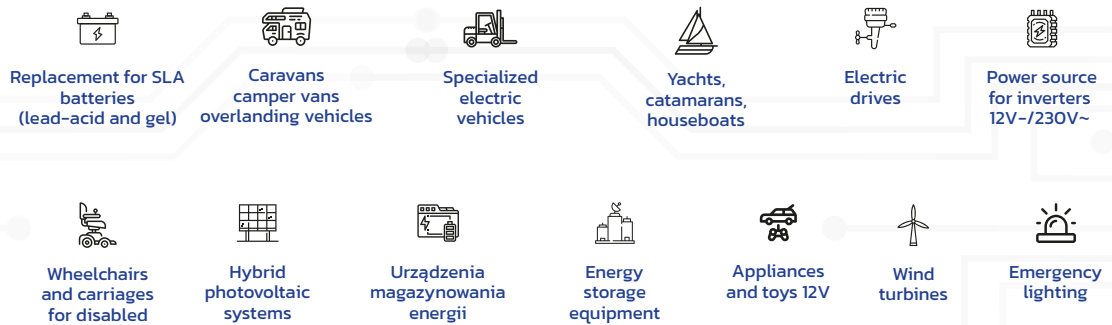 Replacement for SLA
batteries
(lead-acid and gel)
Caravans
camper vans
overlanding vehicles
Specialized
electric
vehicles
Yachts,
catamarans,
houseboats
Electric
drives
Power source
for inverters
12V-/230V~
Wheelchairs
and carriages
for disabled
Hybrid
photovoltaic
systems
Urządzenia
magazynowania
energii
Energy
storage
equipment
Appliances
and toys 12V
Wind
turbines
Emergency
lighting